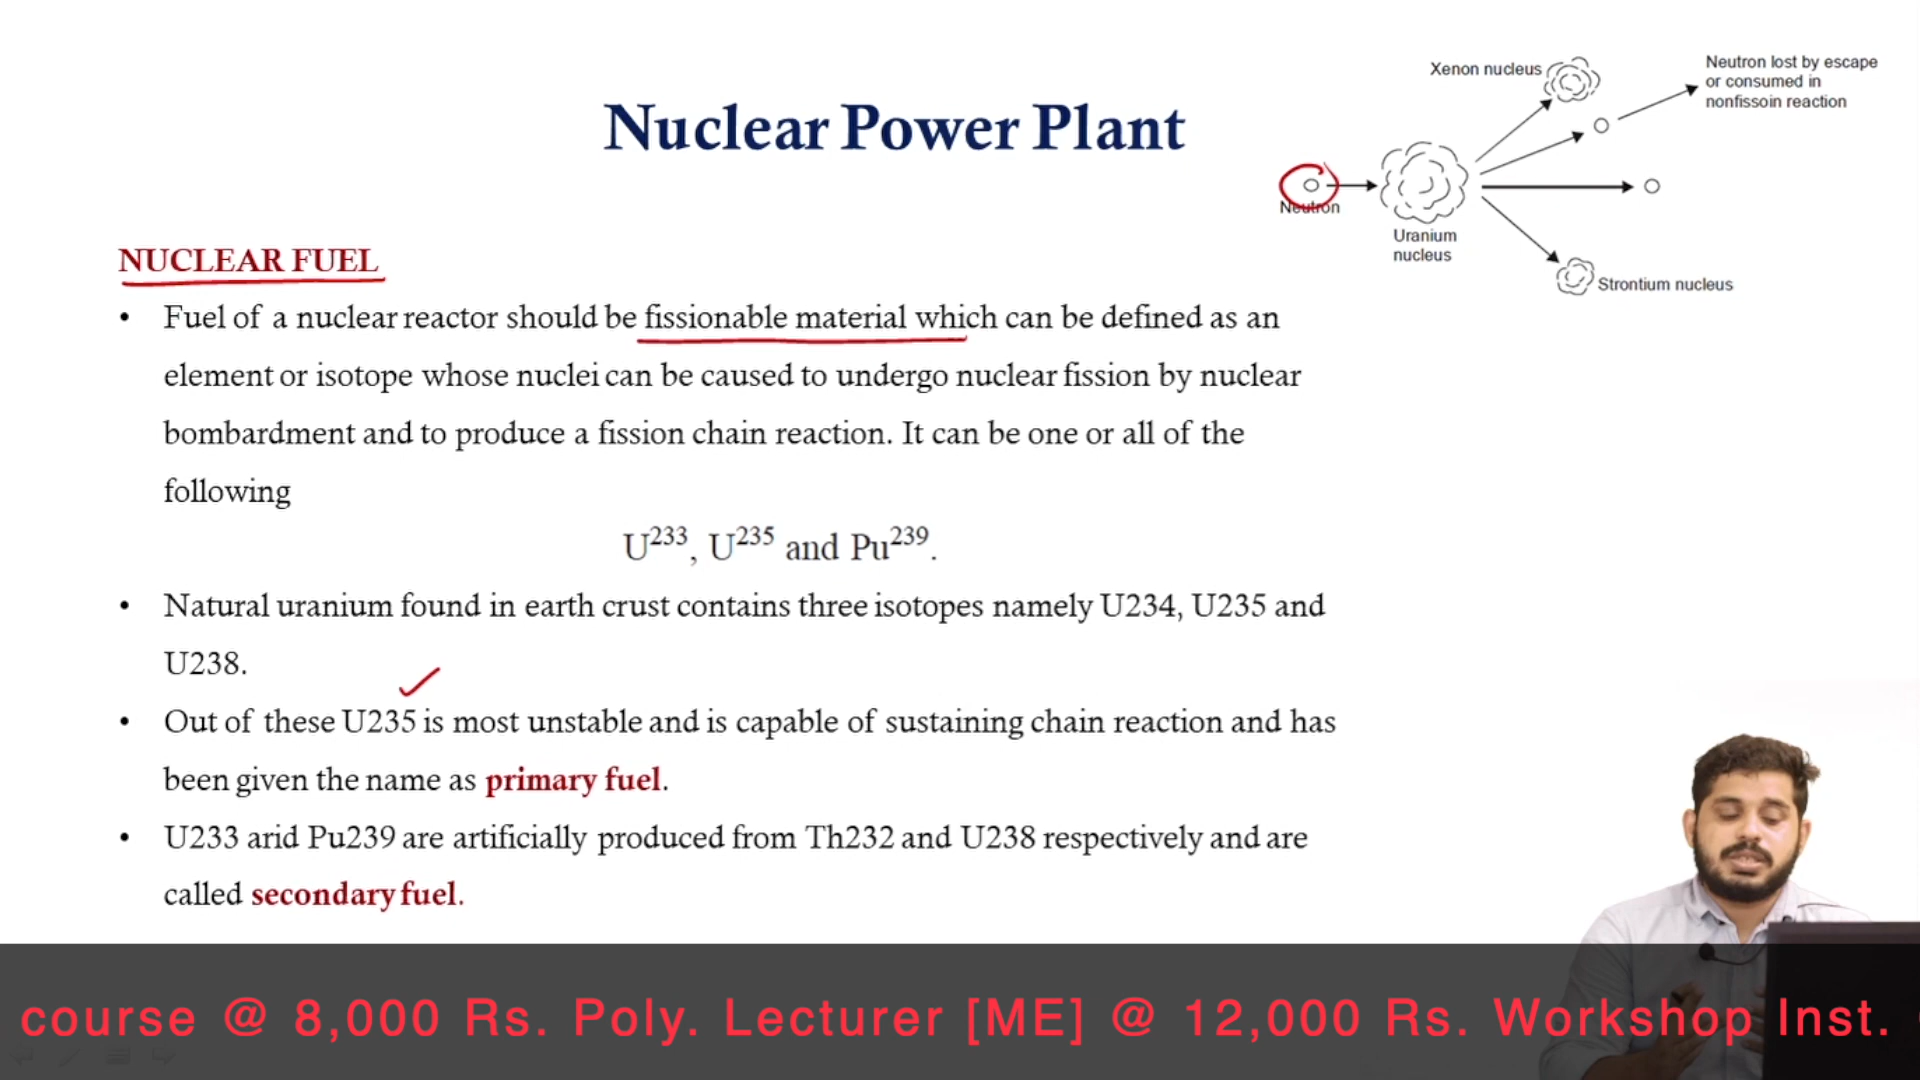 Nuclear Power Plant
Xenon nucleus
Neutron lost by escape
or consumed in
nonfissoin reaction
Neutron
Uranium
nucleus
Strontium nucleus
NUCLEAR FUEL
• Fuel of a nuclear reactor should be fissionable material which can be defined as an
element or isotope whose nuclei can be caused to undergo nuclear fission by nuclear
bombardment and to produce a fission chain reaction. It can be one or all of the
following
U²³³, U²³⁵ and Pu²³⁹.
• Natural uranium found in earth crust contains three isotopes namely U234, U235 and
U238.
• Out of these U235 is most unstable and is capable of sustaining chain reaction and has
been given the name as primary fuel.
• U233 arid Pu239 are artificially produced from Th232 and U238 respectively and are
called secondary fuel.
course @ 8,000 Rs. Poly. Lecturer [ME] @ 12,000 Rs. Workshop Inst.